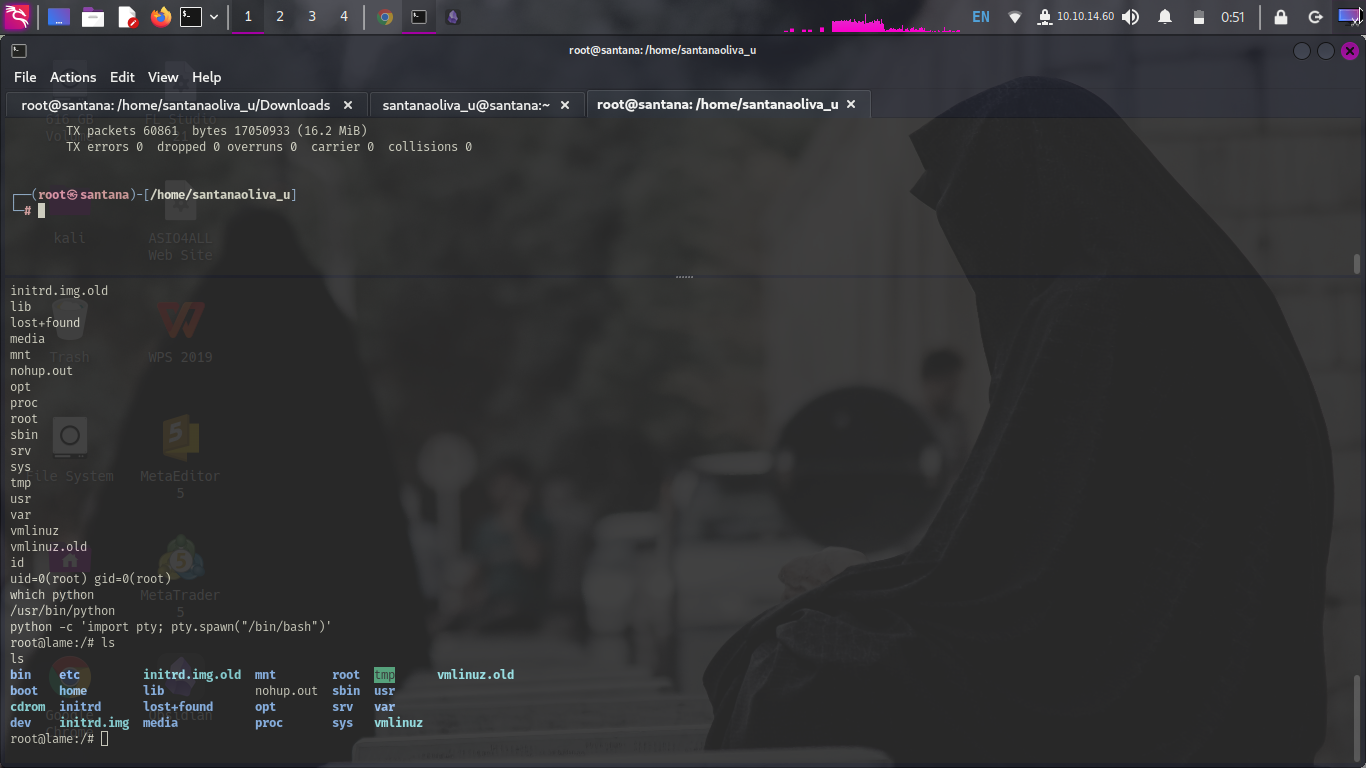 1 2 3 4 EN 10.10.14.60 0:51
root@santana: /home/santanaoliva_u
File Actions Edit View Help
root@santana: /home/santanaoliva_u/Downloads santanaoliva_u@santana:~ root@santana: /home/santanaoliva_u
TX packets 60861  bytes 17050933 (16.2 MiB)
TX errors 0  dropped 0 overruns 0  carrier 0  collisions 0
┌──(root㉿santana)-[/home/santanaoliva_u]
└─#
kali
ASIO4ALL
Web Site
initrd.img.old
lib
lost+found
media
mnt
Trash
WPS 2019
nohup.out
opt
proc
root
sbin
srv
sys
File System
MetaEditor
5
tmp
usr
var
vmlinuz
vmlinuz.old
id
uid=0(root) gid=0(root)
which python
MetaTrader
5
/usr/bin/python
python -c 'import pty; pty.spawn("/bin/bash")'
root@lame:/# ls
ls
bin etc initrd.img.old mnt root tmp vmlinuz.old
boot home lib nohup.out sbin usr
cdrom initrd lost+found opt srv var
dev initrd.img media proc sys vmlinuz
root@lame:/#